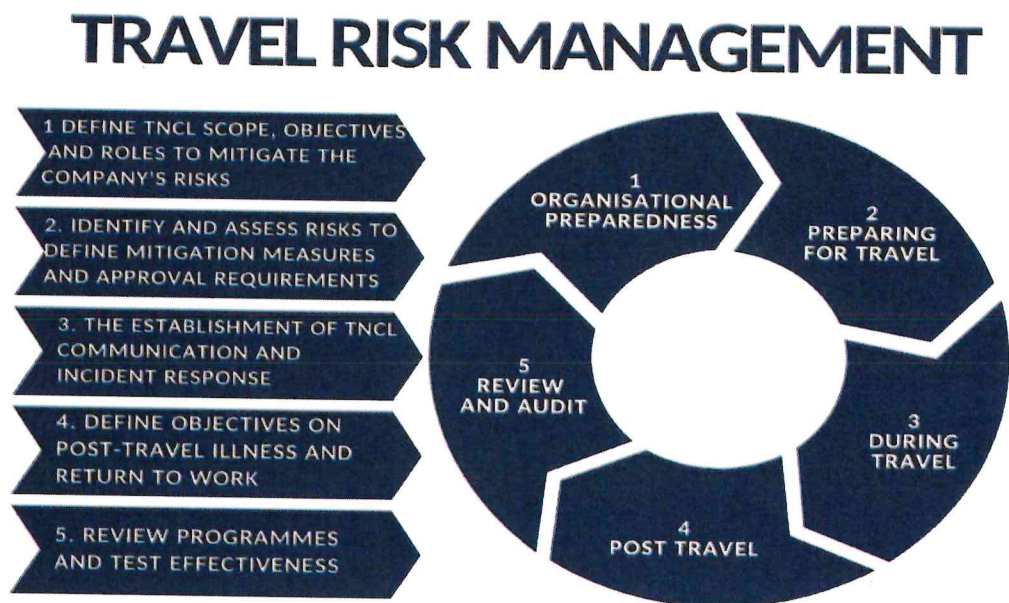 TRAVEL RISK MANAGEMENT
1 DEFINE TNCL SCOPE, OBJECTIVES
AND ROLES TO MITIGATE THE
COMPANY'S RISKS
2. IDENTIFY AND ASSESS RISKS TO
DEFINE MITIGATION MEASURES
AND APPROVAL REQUIREMENTS
3. THE ESTABLISHMENT OF TNCL
COMMUNICATION AND
INCIDENT RESPONSE
4. DEFINE OBJECTIVES ON
POST-TRAVEL ILLNESS AND
RETURN TO WORK
5. REVIEW PROGRAMMES
AND TEST EFFECTIVENESS
1
ORGANISATIONAL
PREPAREDNESS
2
PREPARING
FOR TRAVEL
3
DURING
TRAVEL
4
POST TRAVEL
5
REVIEW
AND AUDIT